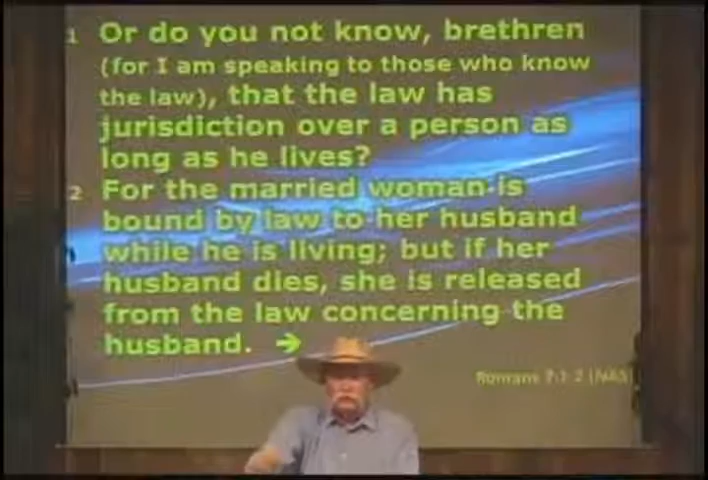 1 Or do you not know, brethren
(for I am speaking to those who know
the law), that the law has
jurisdiction over a person as
long as he lives?
2 For the married woman is
bound by law to her husband
while he is living; but if her
husband dies, she is released
from the law concerning the
husband. →
Romans 7:1-2 (NAS)